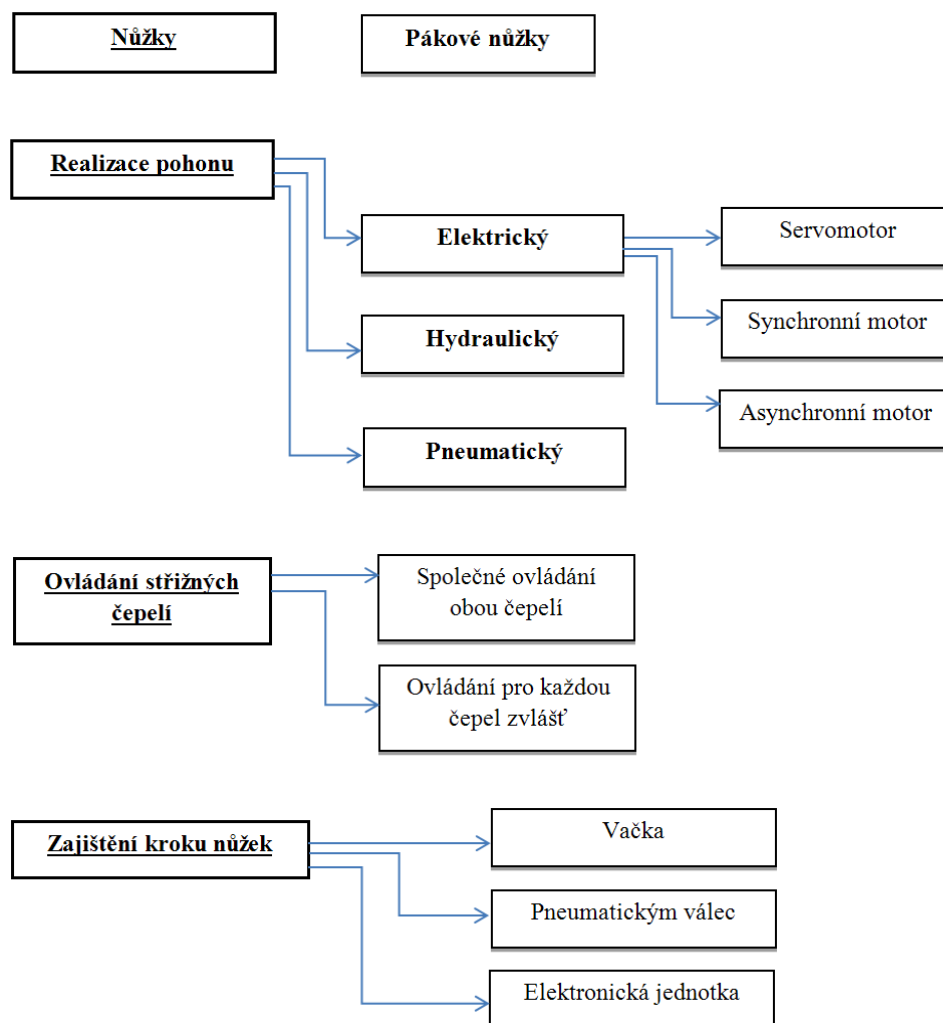 Nůžky
Pákové nůžky
Realizace pohonu
Elektrický
Servomotor
Synchronní motor
Hydraulický
Asynchronní motor
Pneumatický
Ovládání střižných
čepelí
Společné ovládání
obou čepelí
Ovládání pro každou
čepel zvlášť
Zajištění kroku nůžek
Vačka
Pneumatickým válec
Elektronická jednotka